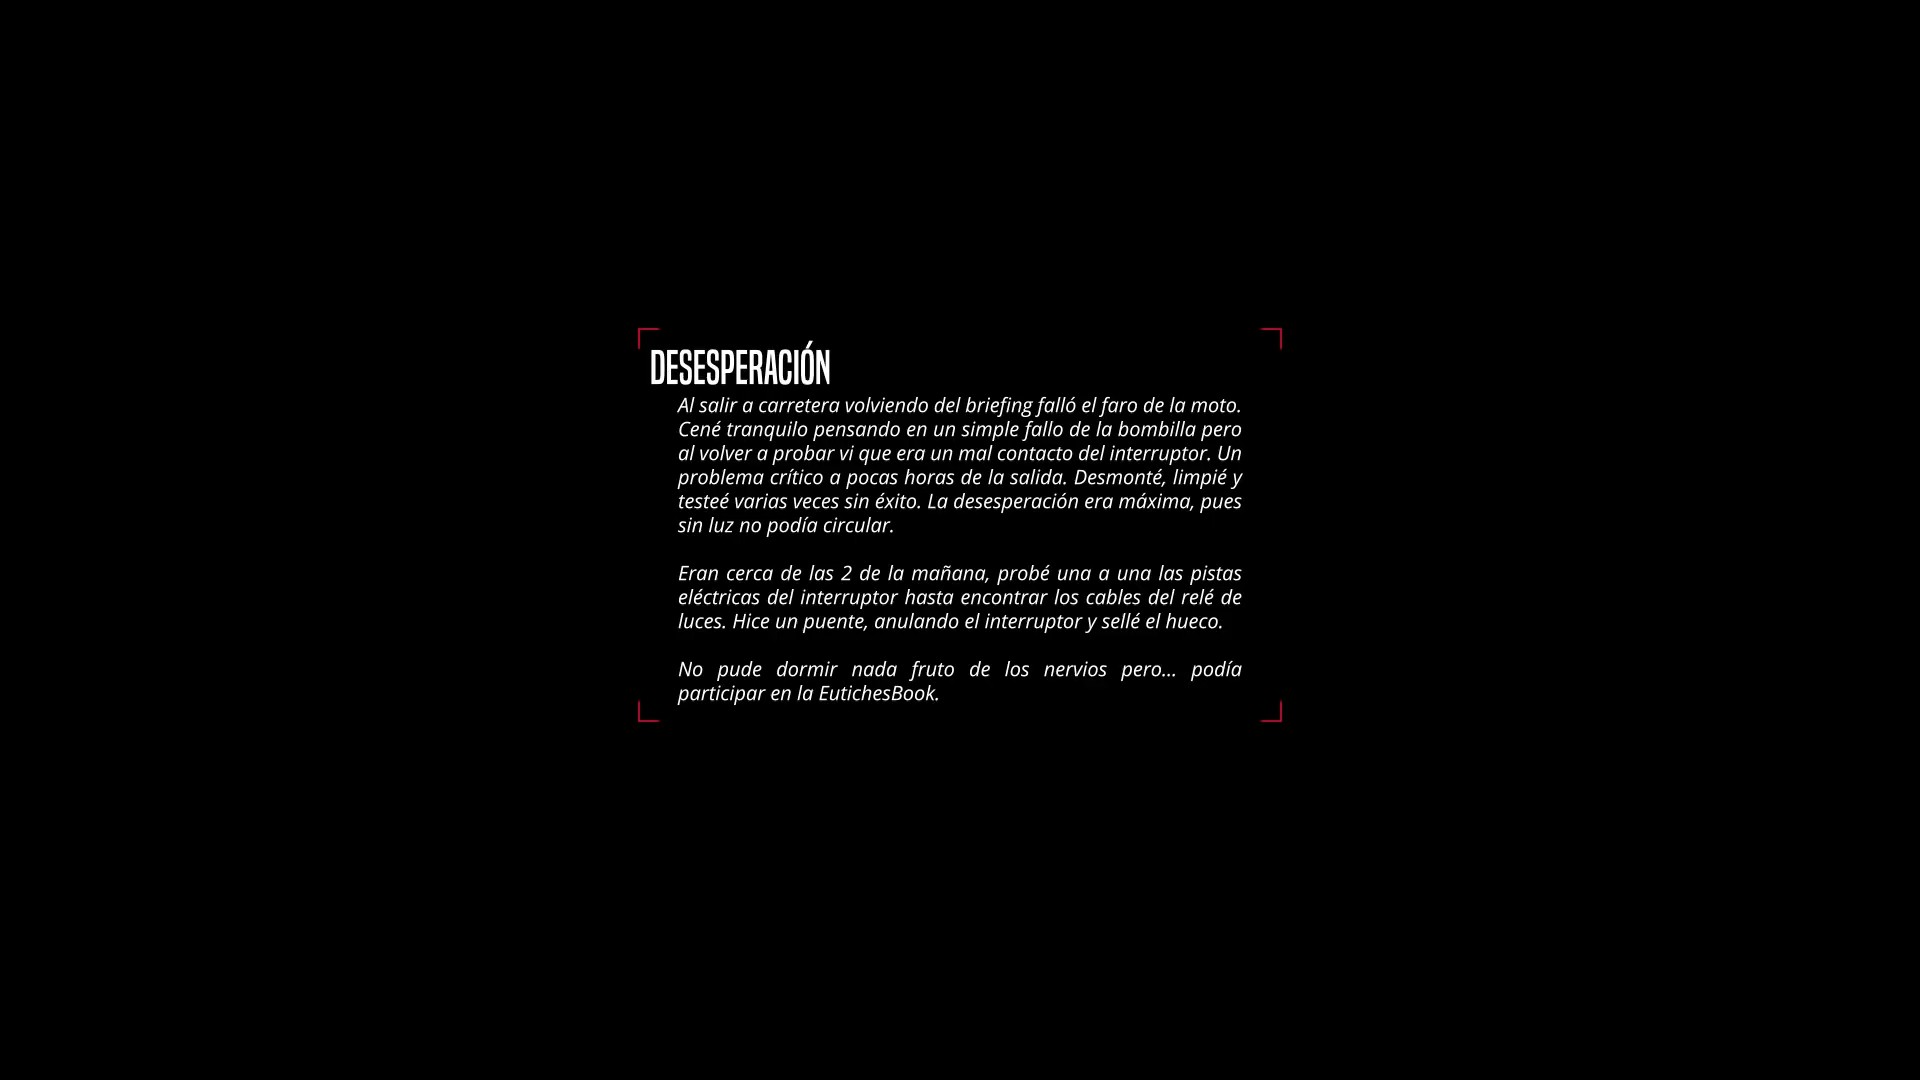 DESESPERACIÓN
Al salir a carretera volviendo del briefing falló el faro de la moto.
Cené tranquilo pensando en un simple fallo de la bombilla pero
al volver a probar vi que era un mal contacto del interruptor. Un
problema crítico a pocas horas de la salida. Desmonté, limpié y
testeé varias veces sin éxito. La desesperación era máxima, pues
sin luz no podía circular.
Eran cerca de las 2 de la mañana, probé una a una las pistas
eléctricas del interruptor hasta encontrar los cables del relé de
luces. Hice un puente, anulando el interruptor y sellé el hueco.
No pude dormir nada fruto de los nervios pero... podía
participar en la EutichesBook.